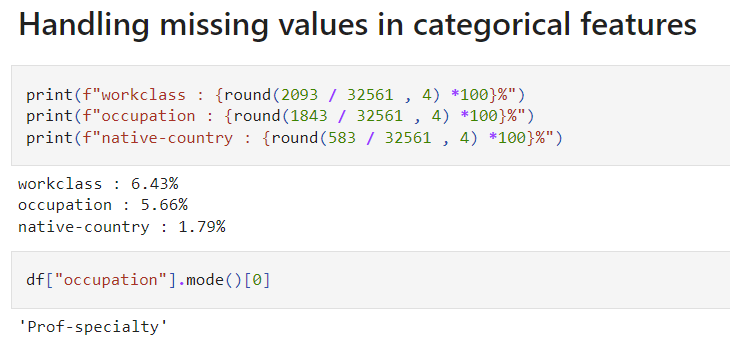 Handling missing values in categorical features
print(f"workclass : {round(2093 / 32561 , 4) *100}%")
print(f"occupation : {round(1843 / 32561 , 4) *100}%")
print(f"native-country : {round(583 / 32561 , 4) *100}%")
workclass : 6.43%
occupation : 5.66%
native-country : 1.79%
df["occupation"].mode()[0]
'Prof-specialty'